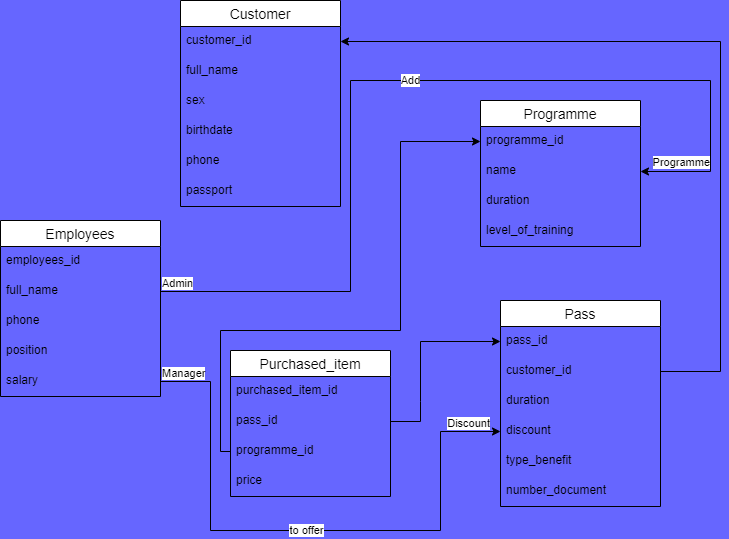 Customer
customer_id
full_name
sex
birthdate
phone
passport
Add
Programme
programme_id
name
duration
level_of_training
Programme
Employees
employees_id
full_name
phone
position
salary
Admin
Manager
Purchased_item
purchased_item_id
pass_id
programme_id
price
Pass
pass_id
customer_id
duration
discount
type_benefit
number_document
Discount
to offer